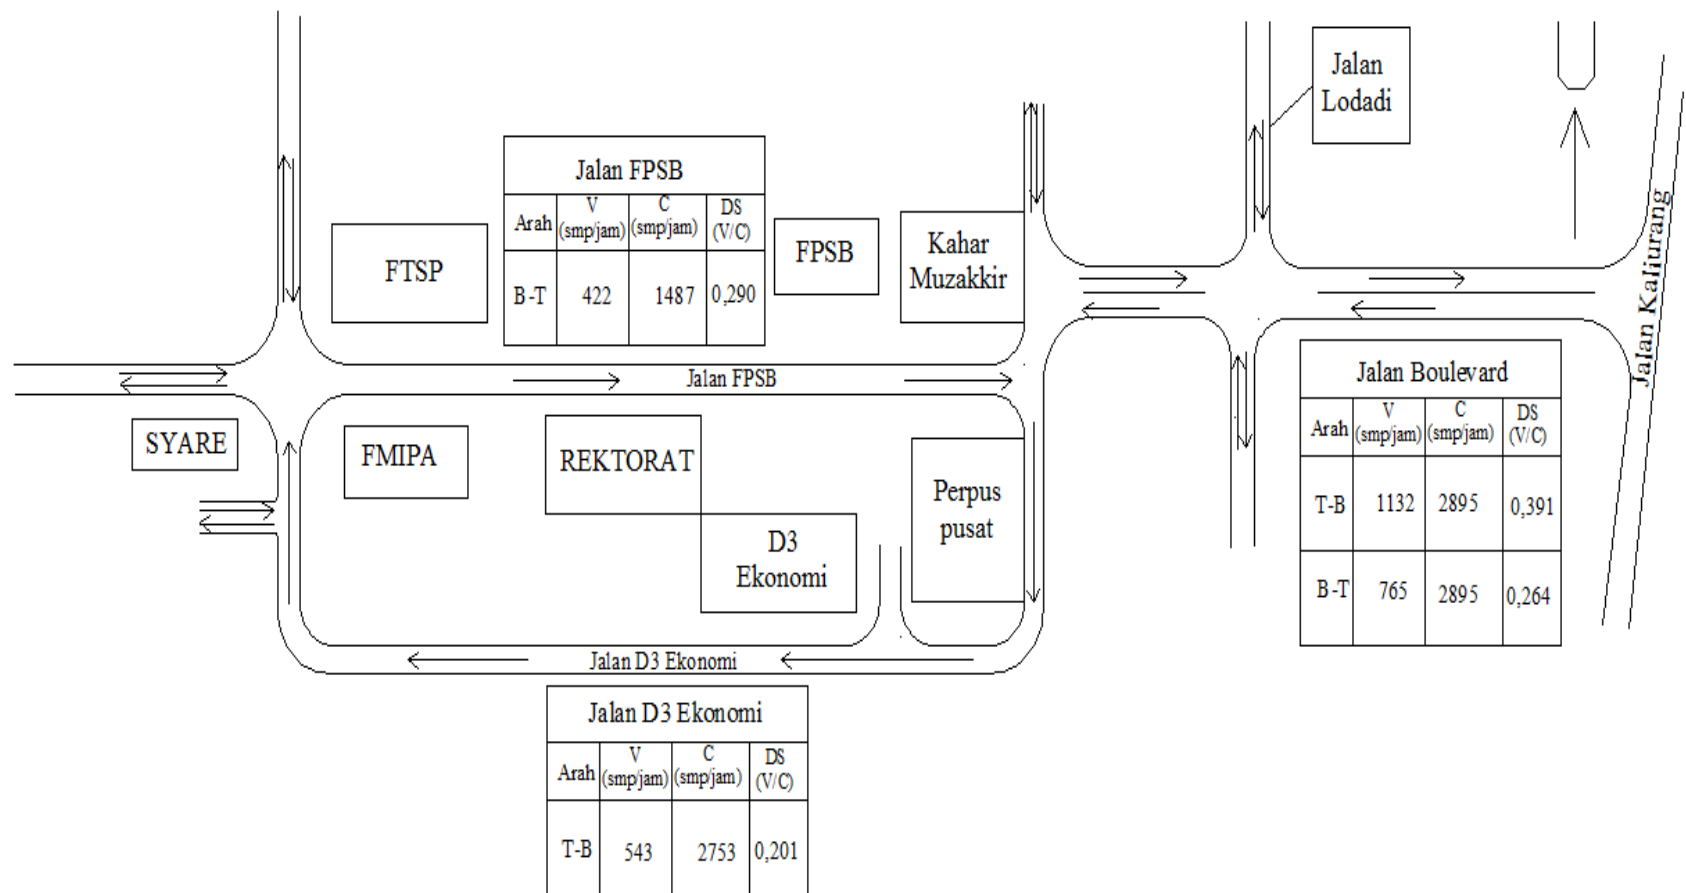 Jalan
Lodadi
Jalan Kaliurang
Jalan FPSB
Arah V (smp/jam) C (smp/jam) DS (V/C)
B-T 422 1487 0,290
FTSP
FPSB
Kahar
Muzakkir
Jalan FPSB
Jalan Boulevard
Arah V (smp/jam) C (smp/jam) DS (V/C)
T-B 1132 2895 0,391
B-T 765 2895 0,264
SYARE
FMIPA
REKTORAT
D3
Ekonomi
Perpus
pusat
Jalan D3 Ekonomi
Jalan D3 Ekonomi
Arah V (smp/jam) C (smp/jam) DS (V/C)
T-B 543 2753 0,201